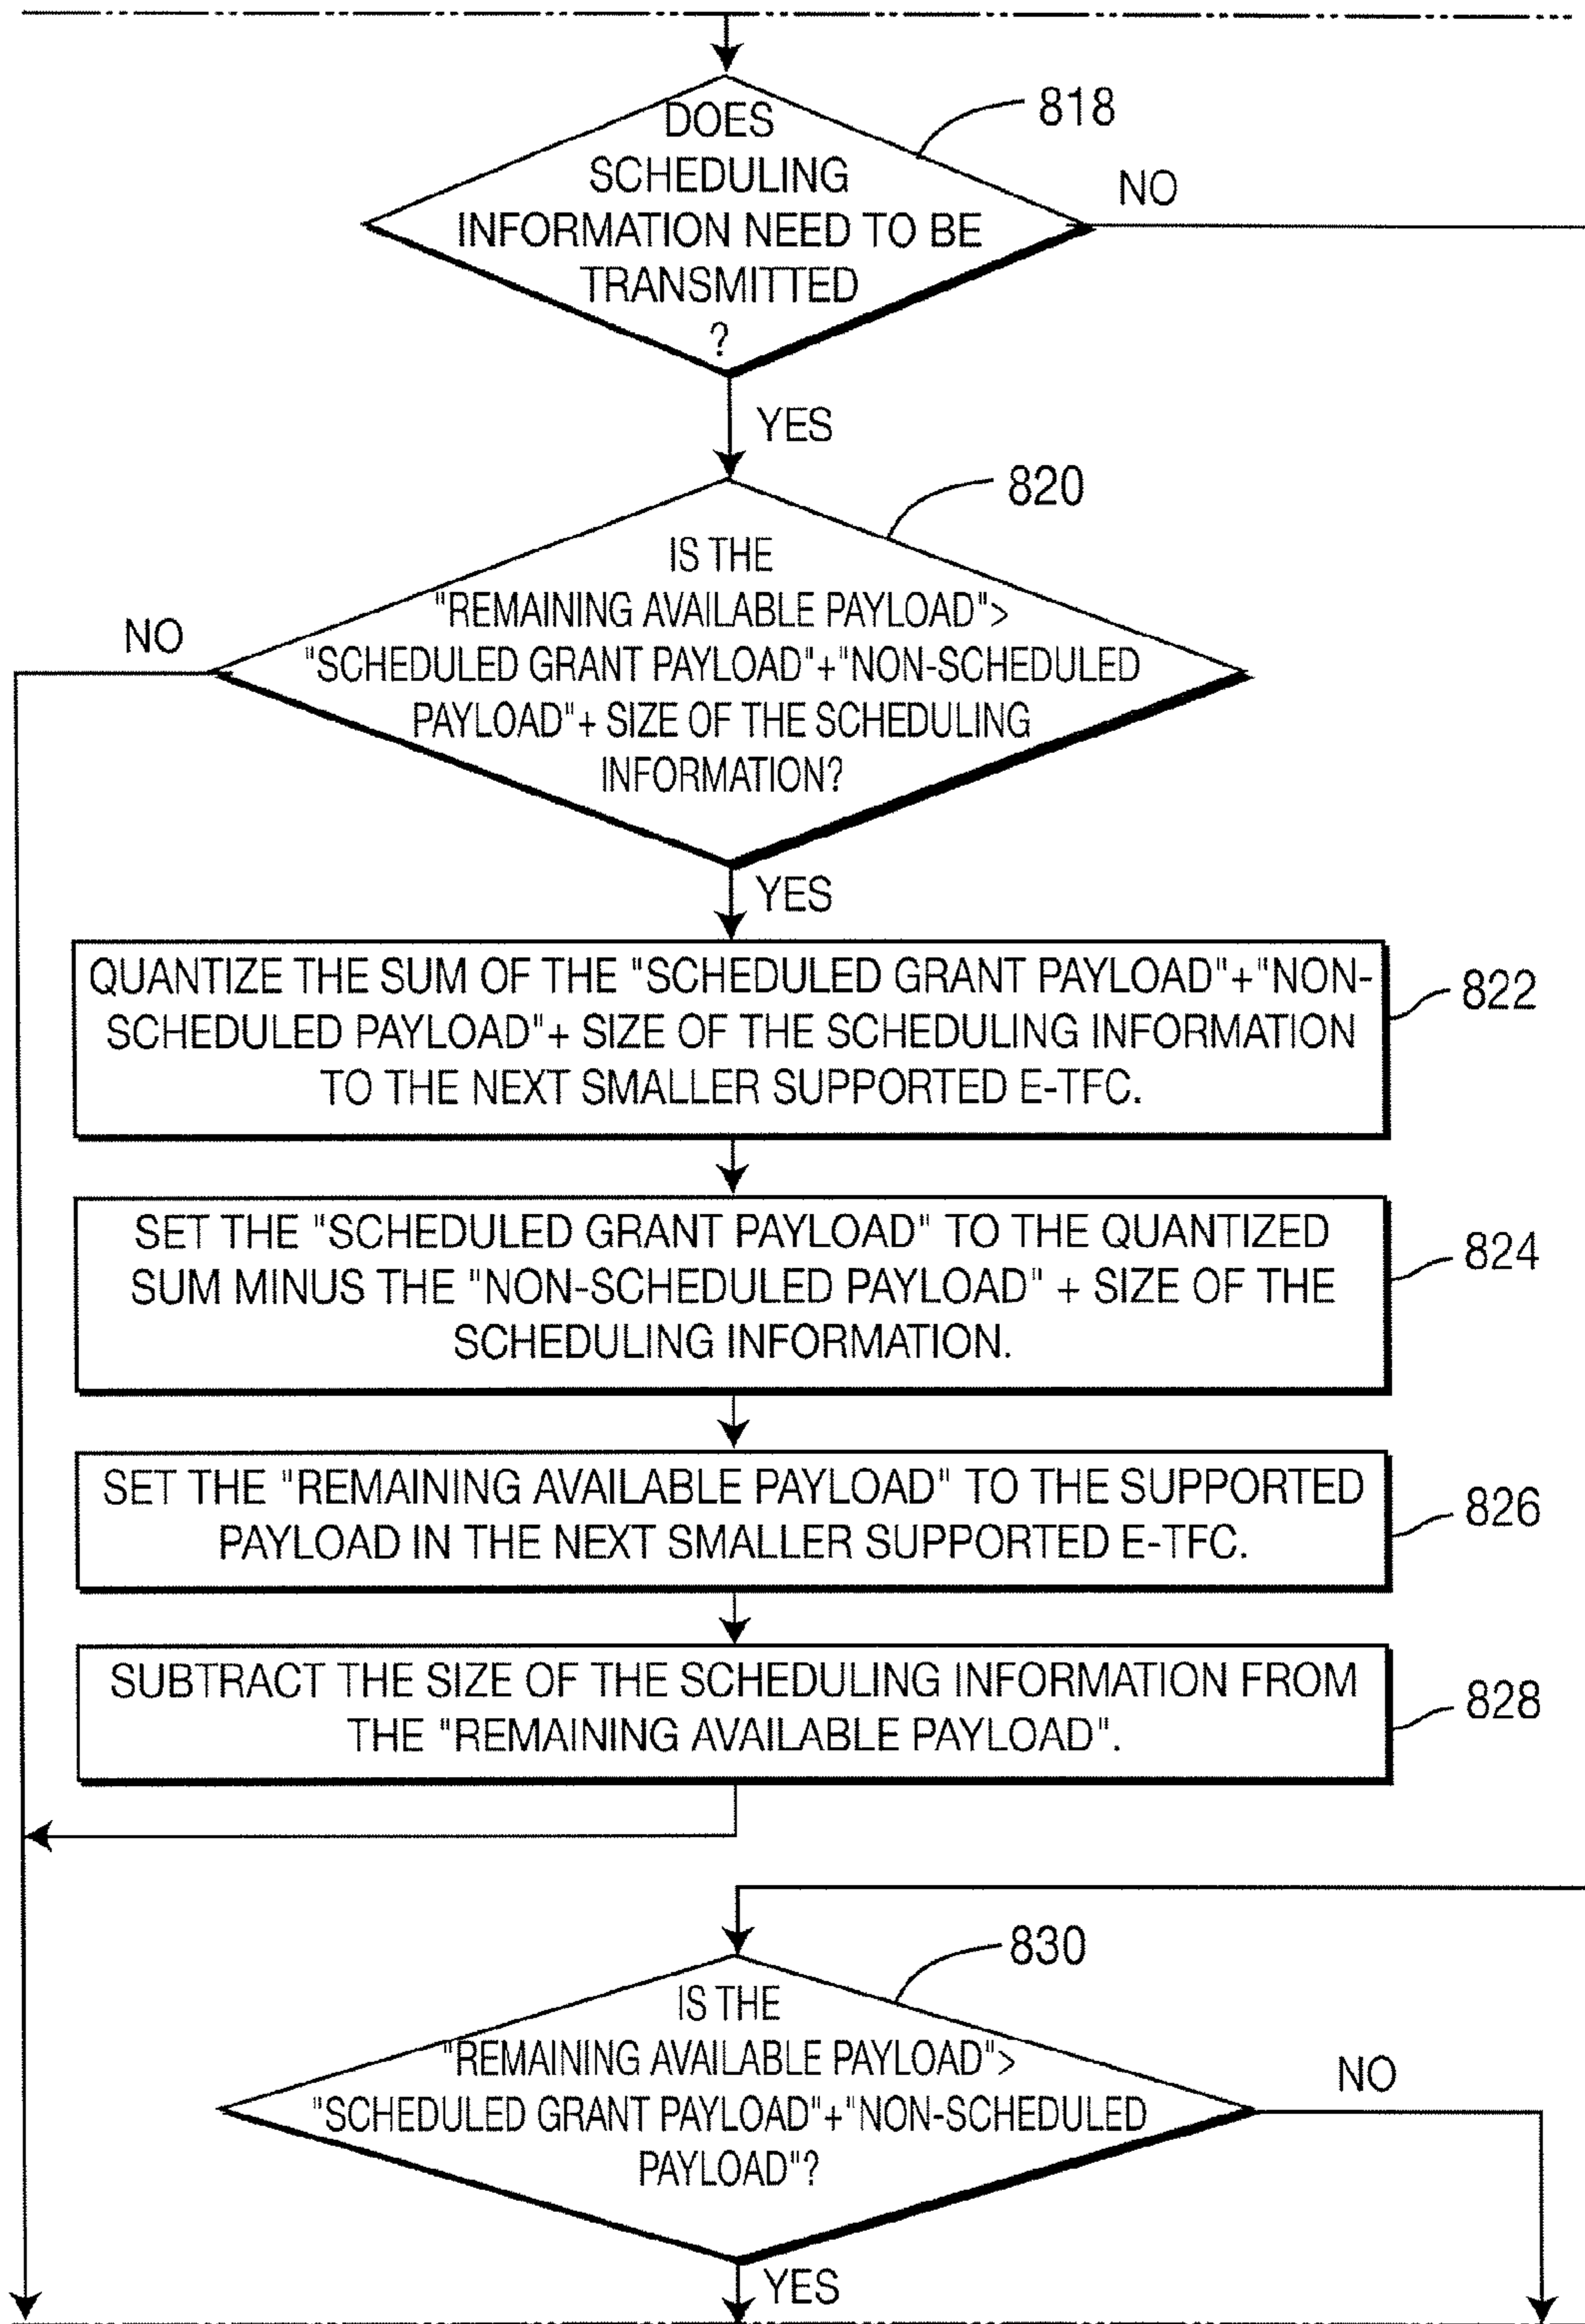 DOES
SCHEDULING
INFORMATION NEED TO BE
TRANSMITTED
?
818
NO
YES
820
IS THE
"REMAINING AVAILABLE PAYLOAD">
"SCHEDULED GRANT PAYLOAD"+"NON-SCHEDULED
PAYLOAD"+ SIZE OF THE SCHEDULING
INFORMATION?
NO
YES
QUANTIZE THE SUM OF THE "SCHEDULED GRANT PAYLOAD"+"NON-
SCHEDULED PAYLOAD"+ SIZE OF THE SCHEDULING INFORMATION
TO THE NEXT SMALLER SUPPORTED E-TFC.
822
SET THE "SCHEDULED GRANT PAYLOAD" TO THE QUANTIZED
SUM MINUS THE "NON-SCHEDULED PAYLOAD" + SIZE OF THE
SCHEDULING INFORMATION.
824
SET THE "REMAINING AVAILABLE PAYLOAD" TO THE SUPPORTED
PAYLOAD IN THE NEXT SMALLER SUPPORTED E-TFC.
826
SUBTRACT THE SIZE OF THE SCHEDULING INFORMATION FROM
THE "REMAINING AVAILABLE PAYLOAD".
828
830
IS THE
"REMAINING AVAILABLE PAYLOAD">
"SCHEDULED GRANT PAYLOAD"+"NON-SCHEDULED
PAYLOAD"?
NO
YES